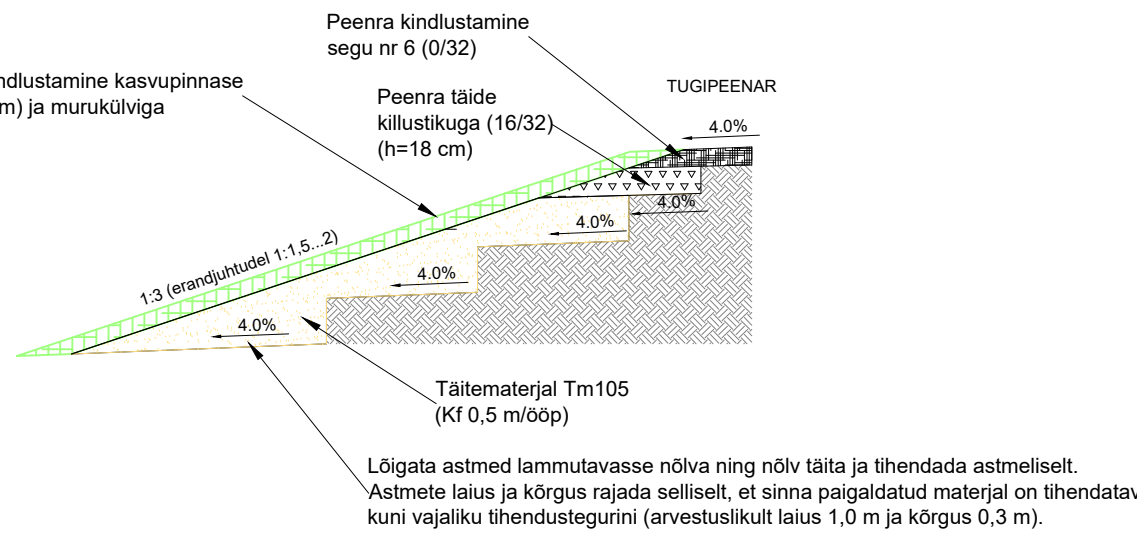 Peenra kindlustamine
segu nr 6 (0/32)
ndlustamine kasvupinnase
m) ja murukülviga
Peenra täide
killustikuga (16/32)
(h=18 cm)
TUGIPEENAR
4.0%
4.0%
4.0%
4.0%
4.0%
1:3 (erandjuhtudel 1:1,5...2)
Täitematerjal Tm105
(Kf 0,5 m/ööp)
Lõigata astmed lammutavasse nõlva ning nõlv täita ja tihendada astmeliselt.
Astmete laius ja kõrgus rajada selliselt, et sinna paigaldatud materjal on tihendatav
kuni vajaliku tihendustegurini (arvestuslikult laius 1,0 m ja kõrgus 0,3 m).